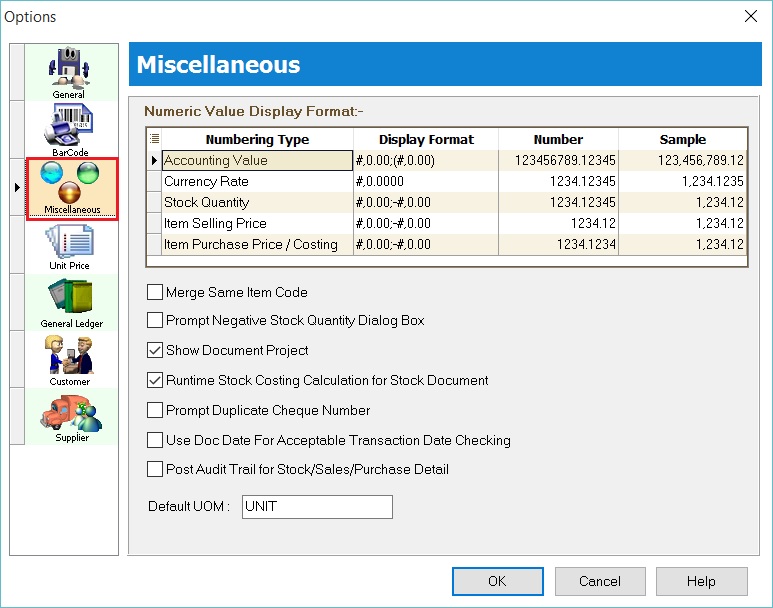 Options
General
BarCode
Miscellaneous
Unit Price
General Ledger
Customer
Supplier
Miscellaneous
Numeric Value Display Format:-
Numbering Type Display Format Number Sample
Accounting Value #,0.00;(#,0.00) 123456789.12345 123,456,789.12
Currency Rate #,0.0000 1234.12345 1,234.1235
Stock Quantity #,0.00;-#,0.00 1234.12345 1,234.12
Item Selling Price #,0.00;-#,0.00 1234.12 1,234.12
Item Purchase Price / Costing #,0.00;-#,0.00 1234.1234 1,234.12
Merge Same Item Code
Prompt Negative Stock Quantity Dialog Box
Show Document Project
Runtime Stock Costing Calculation for Stock Document
Prompt Duplicate Cheque Number
Use Doc Date For Acceptable Transaction Date Checking
Post Audit Trail for Stock/Sales/Purchase Detail
Default UOM : UNIT
OK Cancel Help